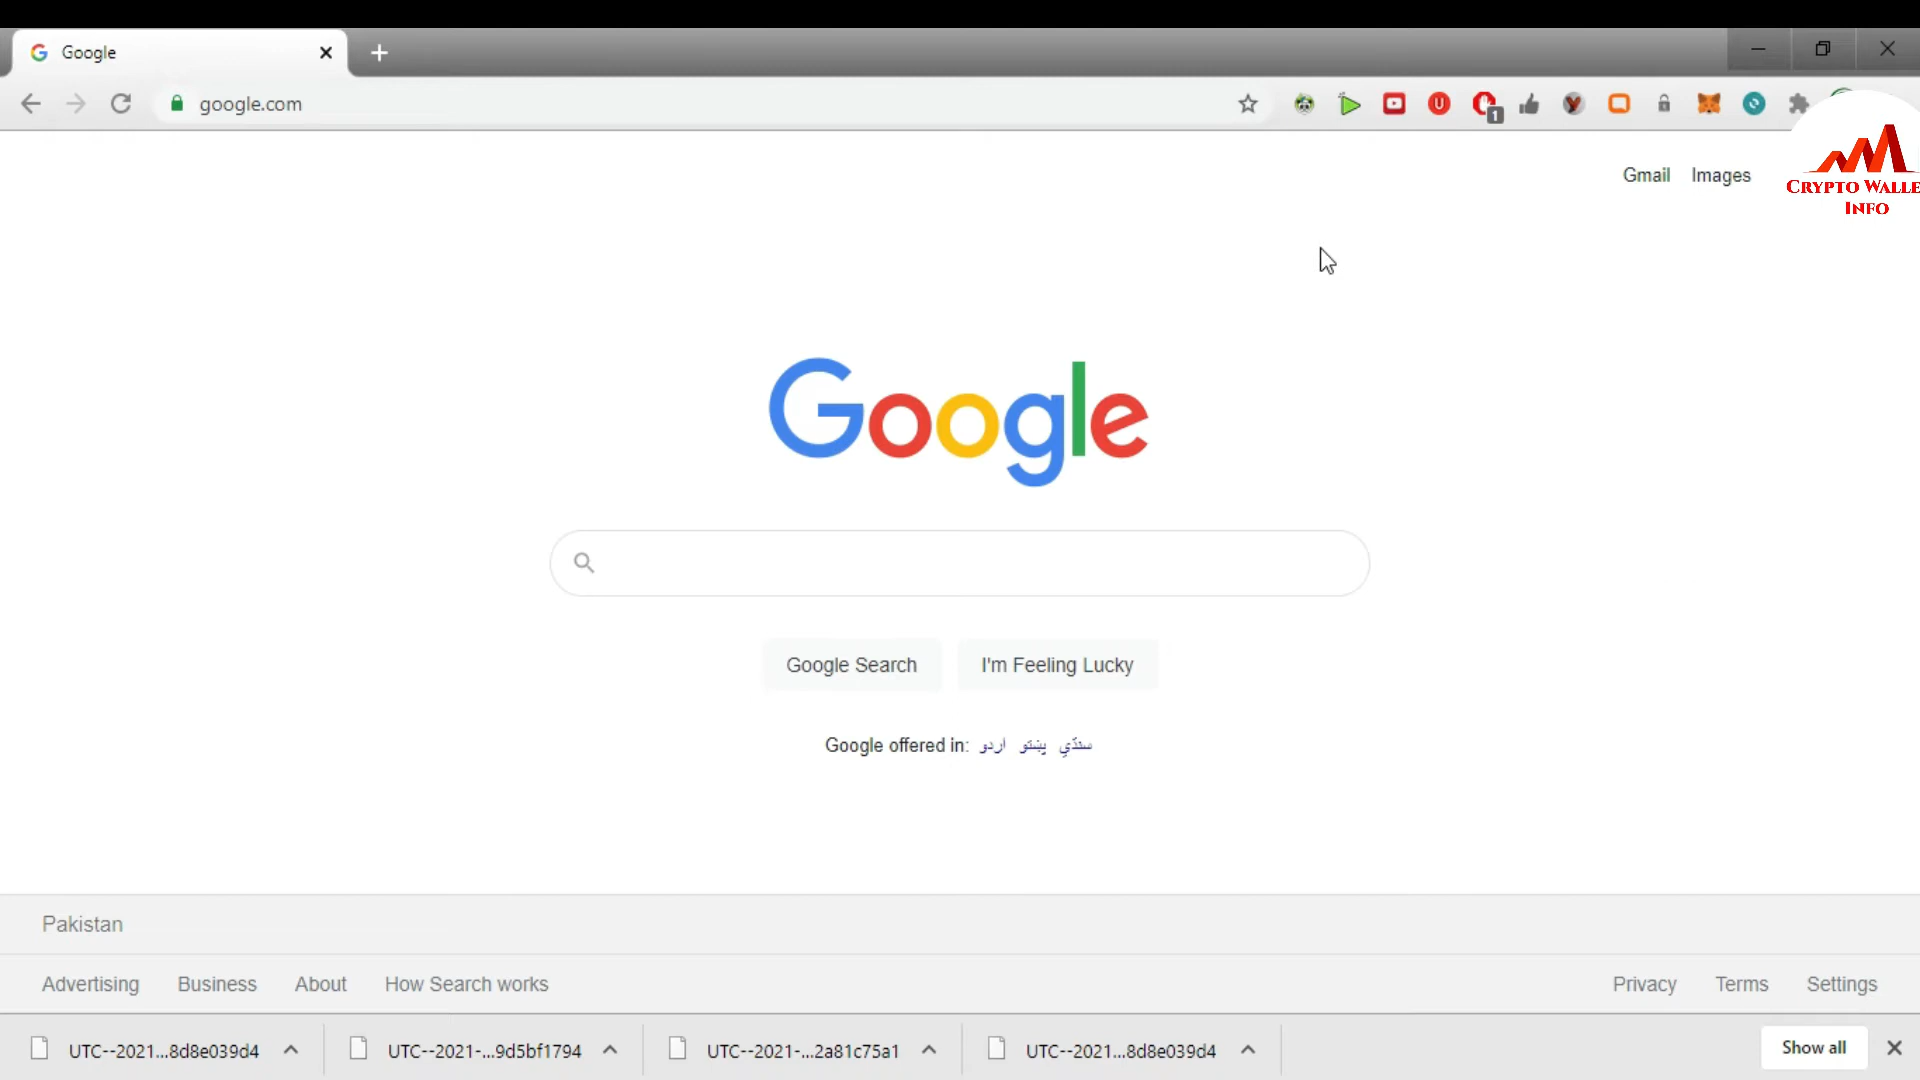 Google
google.com
1
Gmail Images
CRYPTO WALLE
INFO
Google
Google Search I'm Feeling Lucky
Google offered in: اردو پښتو سنڌي
Pakistan
Advertising Business About How Search works Privacy Terms Settings
UTC--2021...8d8e039d4 UTC--2021-...9d5bf1794 UTC--2021-...2a81c75a1 UTC--2021...8d8e039d4 Show all